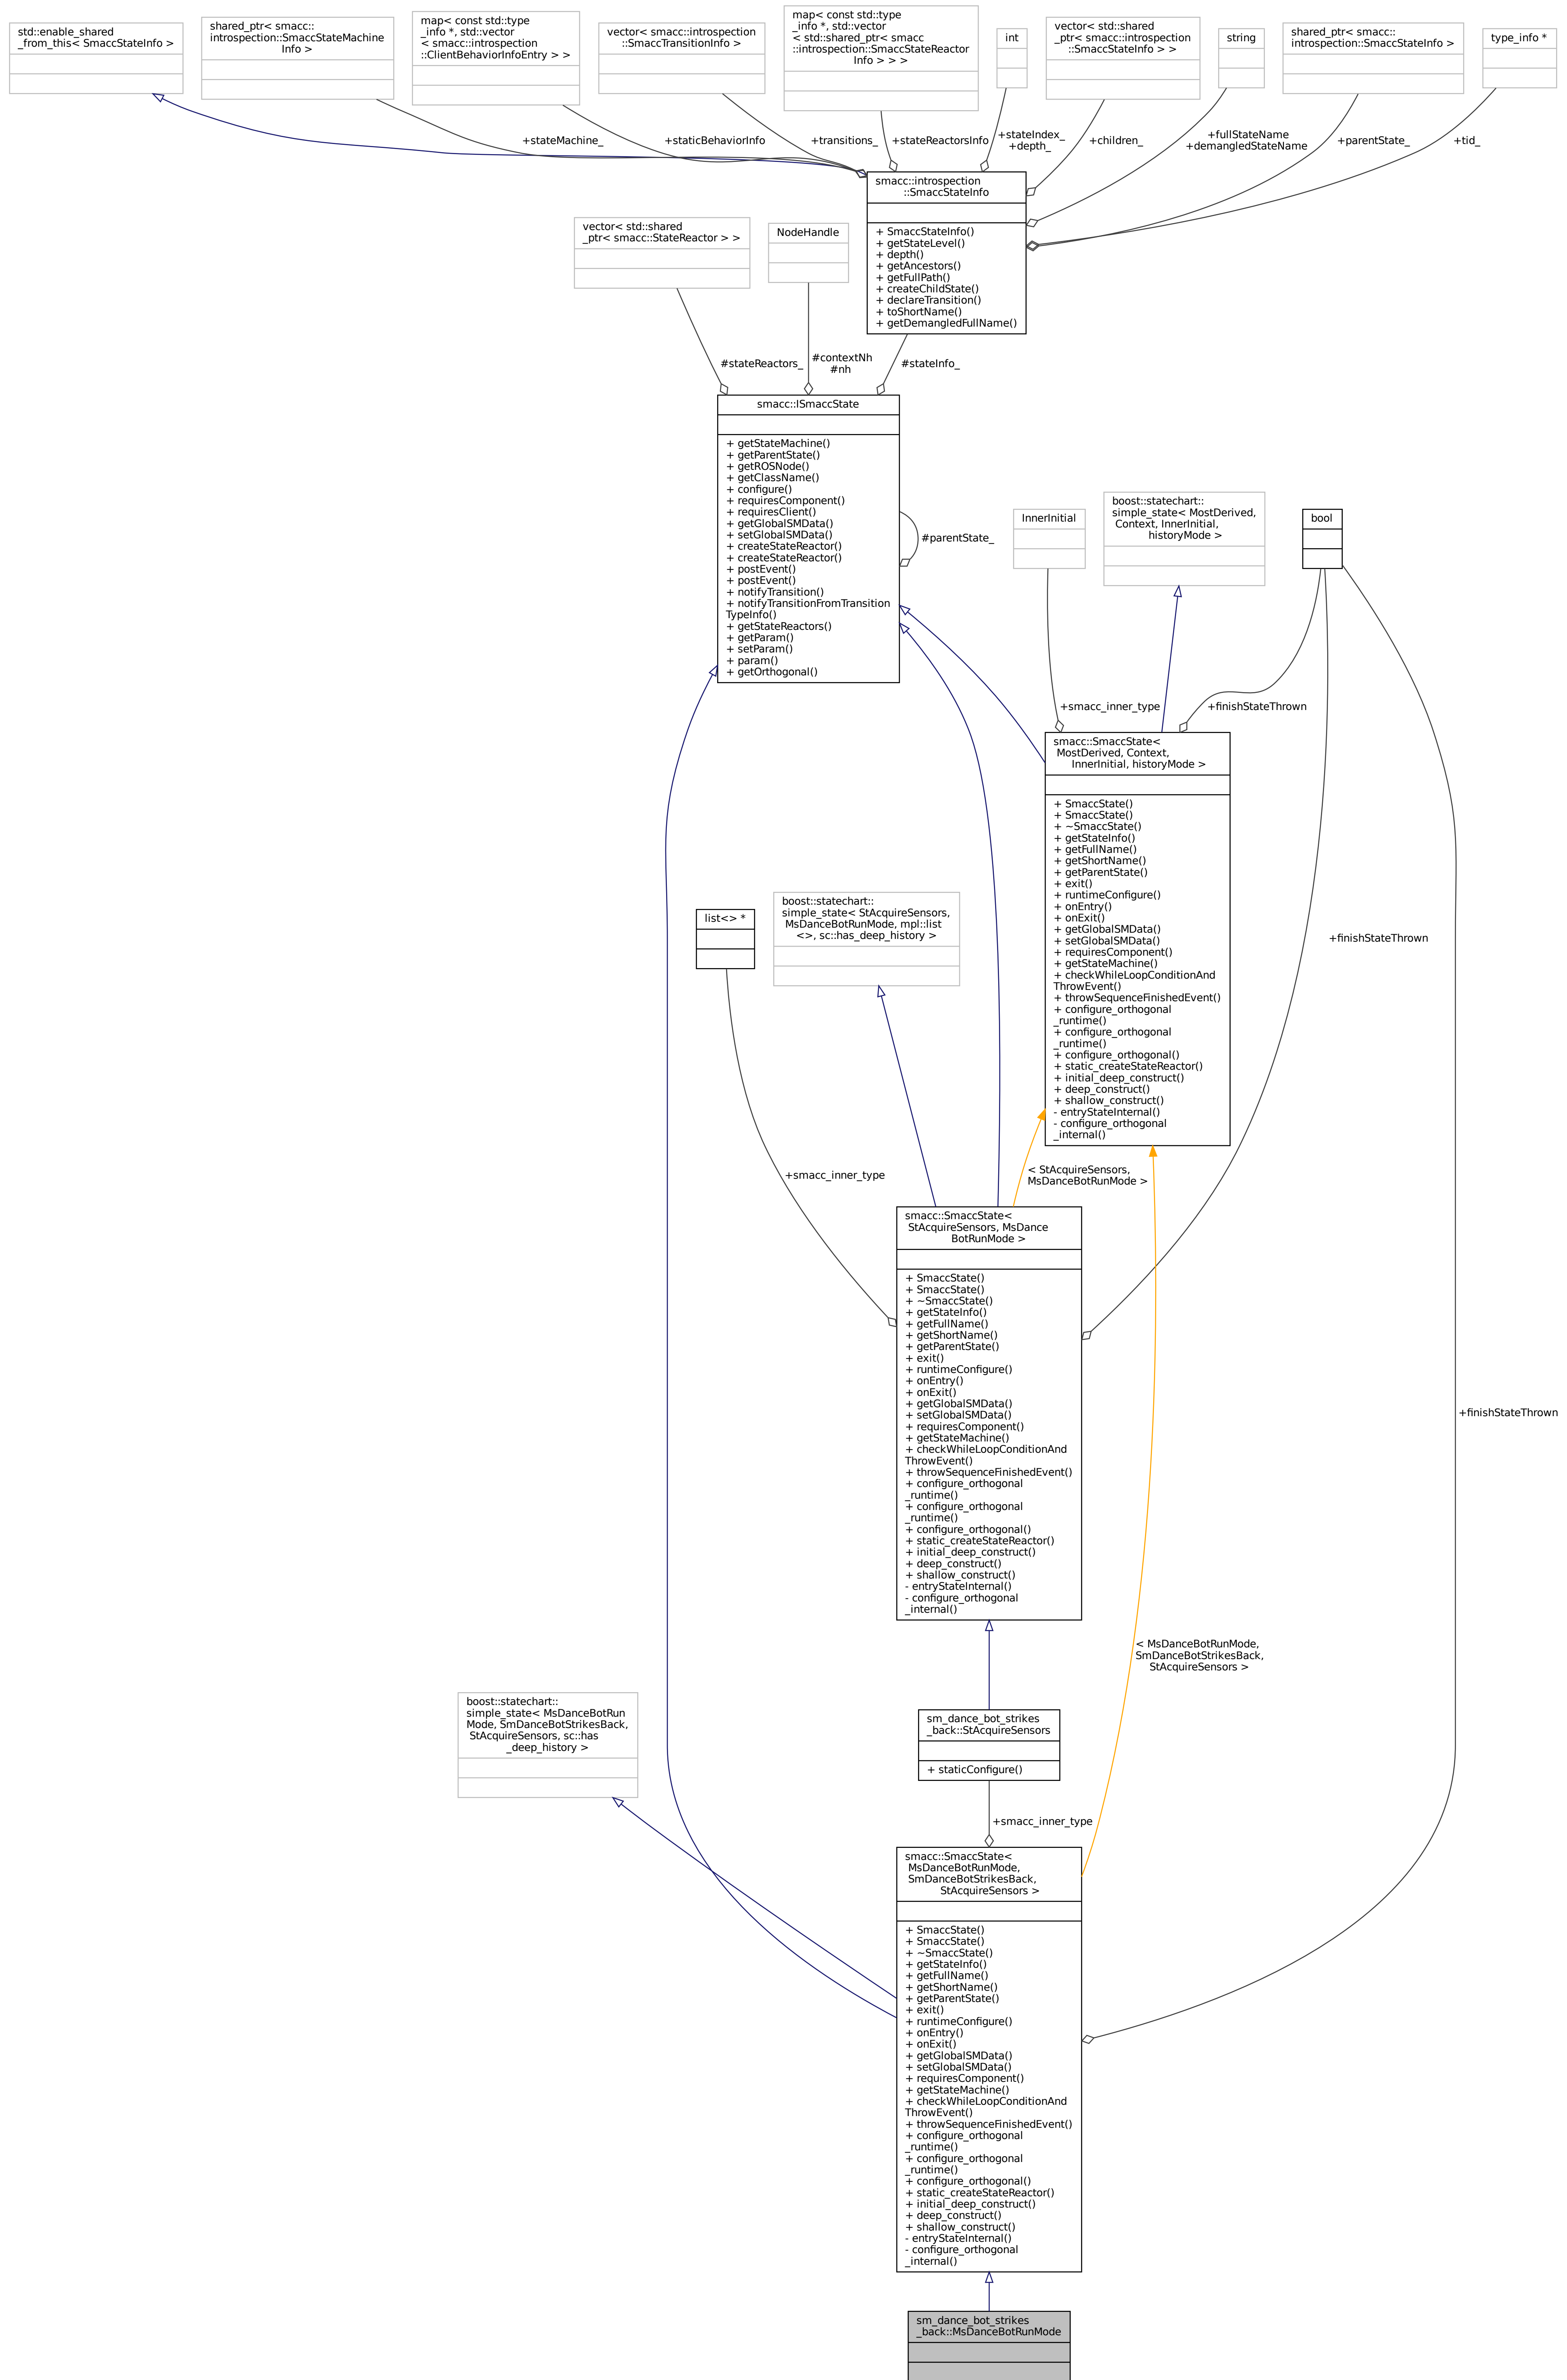 std::enable_shared
_from_this< SmaccStateInfo >
shared_ptr< smacc::
introspection::SmaccStateMachine
Info >
map< const std::type
_info *, std::vector
< smacc::introspection
::ClientBehaviorInfoEntry > >
vector< smacc::introspection
::SmaccTransitionInfo >
map< const std::type
_info *, std::vector
< std::shared_ptr< smacc
::introspection::SmaccStateReactor
Info > > >
int
vector< std::shared
_ptr< smacc::introspection
::SmaccStateInfo > >
string
shared_ptr< smacc::
introspection::SmaccStateInfo >
type_info *
+stateMachine_
+staticBehaviorInfo
+transitions_
+stateReactorsInfo
+stateIndex_
+depth_
+children_
+fullStateName
+demangledStateName
+parentState_
+tid_
smacc::introspection
::SmaccStateInfo
+ SmaccStateInfo()
+ getStateLevel()
+ depth()
+ getAncestors()
+ getFullPath()
+ createChildState()
+ declareTransition()
+ toShortName()
+ getDemangledFullName()
vector< std::shared
_ptr< smacc::StateReactor > >
NodeHandle
#stateReactors_
#contextNh
#nh
#stateInfo_
smacc::ISmaccState
+ getStateMachine()
+ getParentState()
+ getROSNode()
+ getClassName()
+ configure()
+ requiresComponent()
+ requiresClient()
+ getGlobalSMData()
+ setGlobalSMData()
+ createStateReactor()
+ createStateReactor()
+ postEvent()
+ postEvent()
+ notifyTransition()
+ notifyTransitionFromTransition
TypeInfo()
+ getStateReactors()
+ getParam()
+ setParam()
+ param()
+ getOrthogonal()
#parentState_
InnerInitial
boost::statechart::
simple_state< MostDerived,
Context, InnerInitial,
historyMode >
bool
+smacc_inner_type
+finishStateThrown
smacc::SmaccState<
MostDerived, Context,
InnerInitial, historyMode >
+ SmaccState()
+ SmaccState()
+ ~SmaccState()
+ getStateInfo()
+ getFullName()
+ getShortName()
+ getParentState()
+ exit()
+ runtimeConfigure()
+ onEntry()
+ onExit()
+ getGlobalSMData()
+ setGlobalSMData()
+ requiresComponent()
+ getStateMachine()
+ checkWhileLoopConditionAnd
ThrowEvent()
+ throwSequenceFinishedEvent()
+ configure_orthogonal
_runtime()
+ configure_orthogonal
_runtime()
+ configure_orthogonal()
+ static_createStateReactor()
+ initial_deep_construct()
+ deep_construct()
+ shallow_construct()
- entryStateInternal()
- configure_orthogonal
_internal()
list<> *
boost::statechart::
simple_state< StAcquireSensors,
MsDanceBotRunMode, mpl::list
<>, sc::has_deep_history >
+finishStateThrown
+smacc_inner_type
< StAcquireSensors,
MsDanceBotRunMode >
smacc::SmaccState<
StAcquireSensors, MsDance
BotRunMode >
+ SmaccState()
+ SmaccState()
+ ~SmaccState()
+ getStateInfo()
+ getFullName()
+ getShortName()
+ getParentState()
+ exit()
+ runtimeConfigure()
+ onEntry()
+ onExit()
+ getGlobalSMData()
+ setGlobalSMData()
+ requiresComponent()
+ getStateMachine()
+ checkWhileLoopConditionAnd
ThrowEvent()
+ throwSequenceFinishedEvent()
+ configure_orthogonal
_runtime()
+ configure_orthogonal
_runtime()
+ configure_orthogonal()
+ static_createStateReactor()
+ initial_deep_construct()
+ deep_construct()
+ shallow_construct()
- entryStateInternal()
- configure_orthogonal
_internal()
+finishStateThrown
< MsDanceBotRunMode,
SmDanceBotStrikesBack,
StAcquireSensors >
boost::statechart::
simple_state< MsDanceBotRun
Mode, SmDanceBotStrikesBack,
StAcquireSensors, sc::has
_deep_history >
sm_dance_bot_strikes
_back::StAcquireSensors
+ staticConfigure()
+smacc_inner_type
smacc::SmaccState<
MsDanceBotRunMode,
SmDanceBotStrikesBack,
StAcquireSensors >
+ SmaccState()
+ SmaccState()
+ ~SmaccState()
+ getStateInfo()
+ getFullName()
+ getShortName()
+ getParentState()
+ exit()
+ runtimeConfigure()
+ onEntry()
+ onExit()
+ getGlobalSMData()
+ setGlobalSMData()
+ requiresComponent()
+ getStateMachine()
+ checkWhileLoopConditionAnd
ThrowEvent()
+ throwSequenceFinishedEvent()
+ configure_orthogonal
_runtime()
+ configure_orthogonal
_runtime()
+ configure_orthogonal()
+ static_createStateReactor()
+ initial_deep_construct()
+ deep_construct()
+ shallow_construct()
- entryStateInternal()
- configure_orthogonal
_internal()
sm_dance_bot_strikes
_back::MsDanceBotRunMode